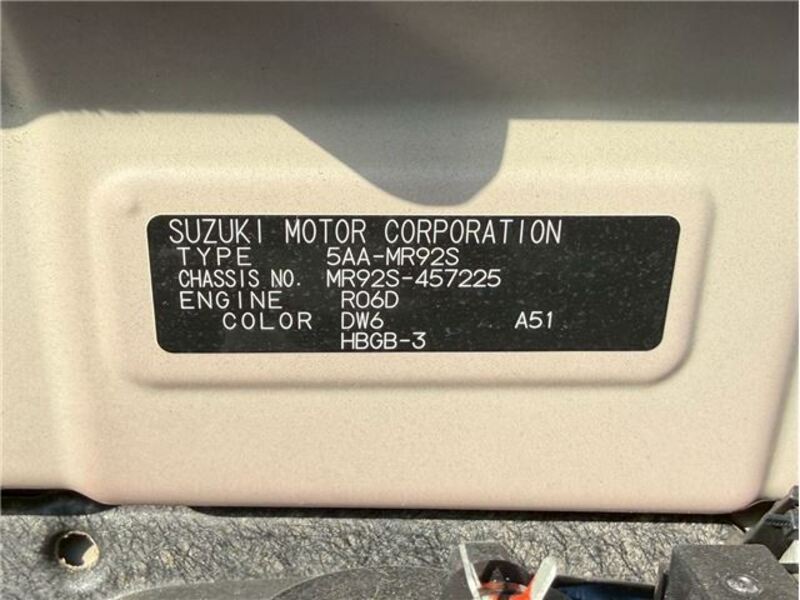 SUZUKI MOTOR CORPORATION
TYPE 5AA-MR92S
CHASSIS NO. MR92S-457225
ENGINE R06D
COLOR DW6 A51
HBGB-3